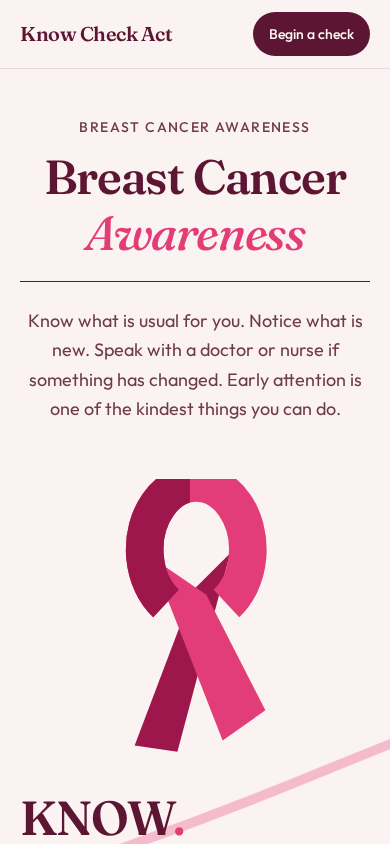 Know Check Act
Begin a check
BREAST CANCER AWARENESS
Breast Cancer
Awareness
Know what is usual for you. Notice what is
new. Speak with a doctor or nurse if
something has changed. Early attention is
one of the kindest things you can do.
KNOW.